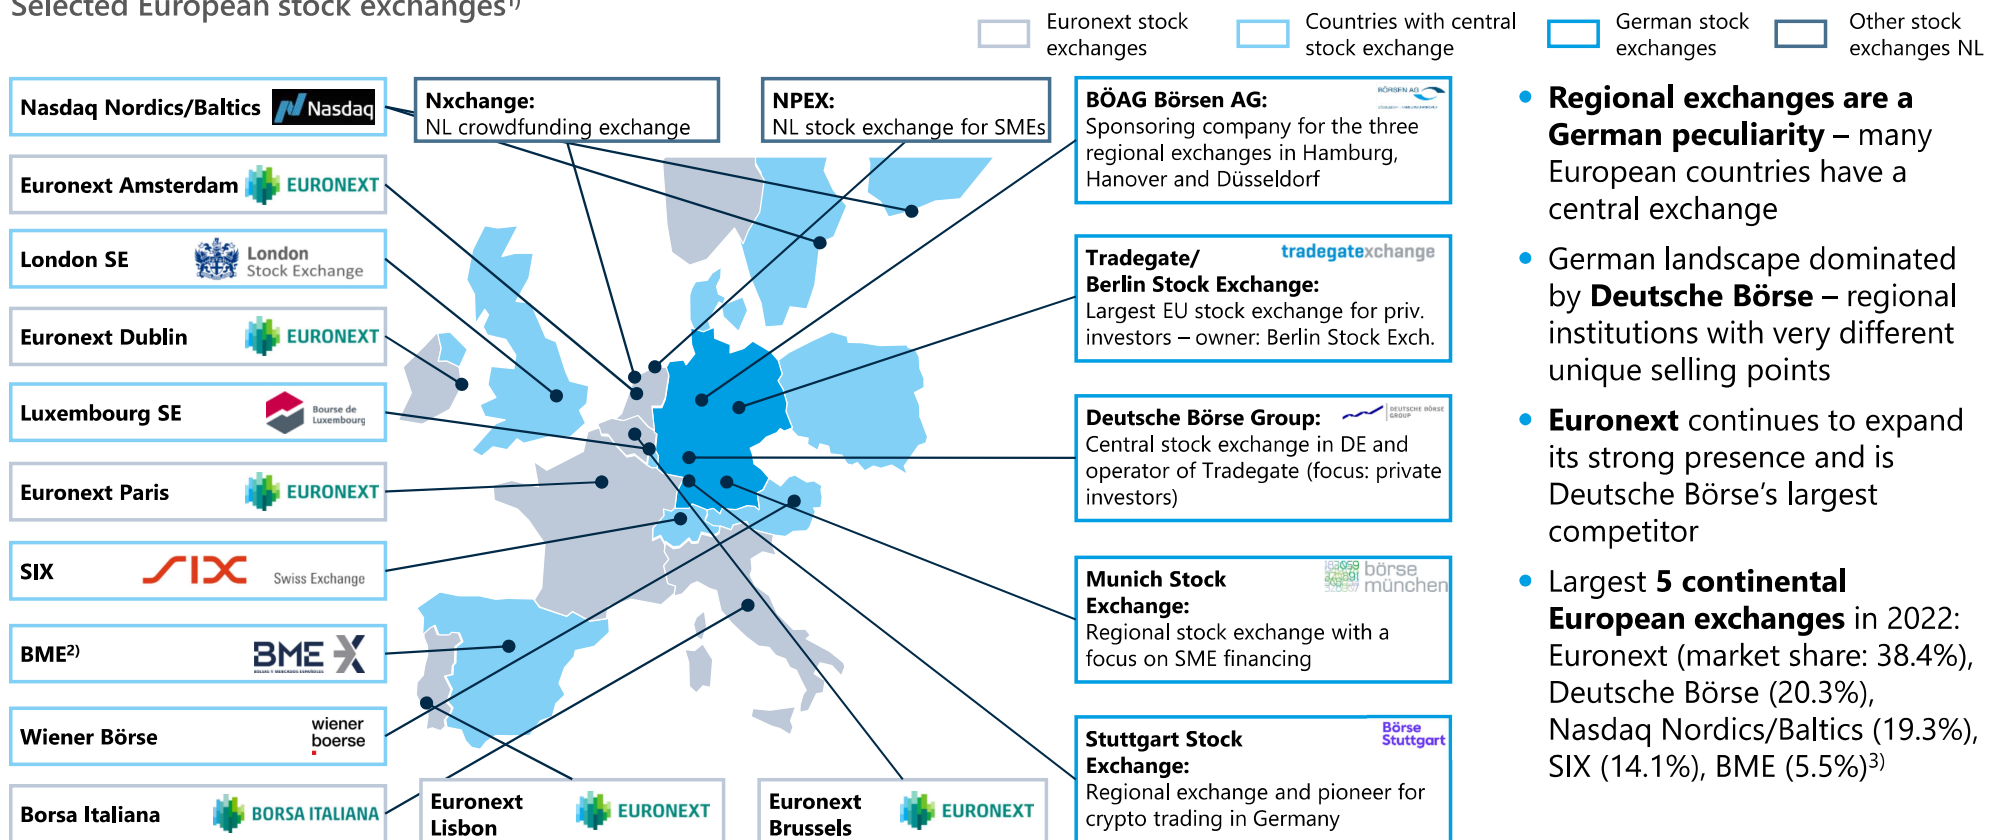 Selected European stock exchanges1)
Euronext stock
exchanges
Countries with central
stock exchange
German stock
exchanges
Other stock
exchanges NL
Nasdaq Nordics/Baltics
Nasdaq
Euronext Amsterdam
EURONEXT
London SE
London
Stock Exchange
Euronext Dublin
EURONEXT
Luxembourg SE
Bourse de
Luxembourg
Euronext Paris
EURONEXT
SIX
SIX
Swiss Exchange
BME2)
BME X
BOLSAS Y MERCADOS ESPAÑOLES
Wiener Börse
wiener
boerse
Borsa Italiana
BORSA ITALIANA
Nxchange:
NL crowdfunding exchange
NPEX:
NL stock exchange for SMEs
Euronext
Lisbon
EURONEXT
Euronext
Brussels
EURONEXT
BÖAG Börsen AG:
BÖRSEN AG
Sponsoring company for the three
regional exchanges in Hamburg,
Hanover and Düsseldorf
Tradegate/
Berlin Stock Exchange:
tradegatexchange
Largest EU stock exchange for priv.
investors – owner: Berlin Stock Exch.
Deutsche Börse Group:
DEUTSCHE BÖRSE
GROUP
Central stock exchange in DE and
operator of Tradegate (focus: private
investors)
Munich Stock
Exchange:
börse
münchen
Regional stock exchange with a
focus on SME financing
Stuttgart Stock
Exchange:
Börse
Stuttgart
Regional exchange and pioneer for
crypto trading in Germany
• Regional exchanges are a
German peculiarity – many
European countries have a
central exchange
• German landscape dominated
by Deutsche Börse – regional
institutions with very different
unique selling points
• Euronext continues to expand
its strong presence and is
Deutsche Börse's largest
competitor
• Largest 5 continental
European exchanges in 2022:
Euronext (market share: 38.4%),
Deutsche Börse (20.3%),
Nasdaq Nordics/Baltics (19.3%),
SIX (14.1%), BME (5.5%)3)